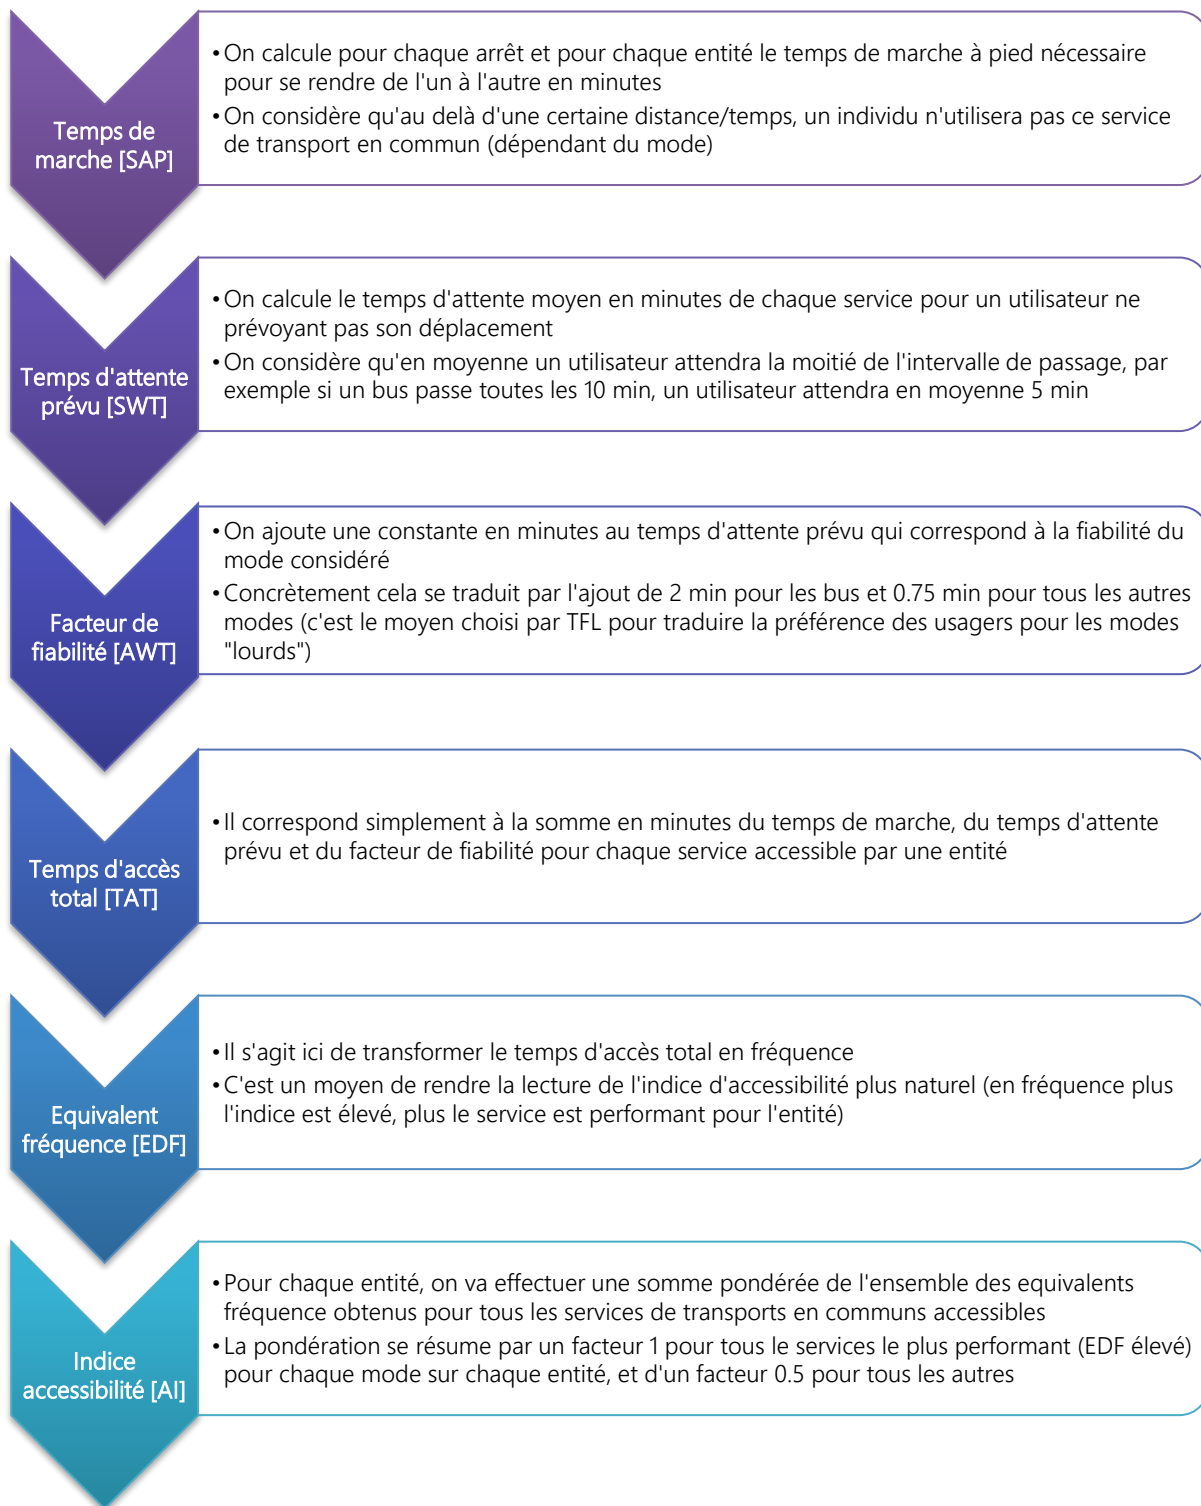 Temps de
marche [SAP]
•On calcule pour chaque arrêt et pour chaque entité le temps de marche à pied nécessaire
pour se rendre de l'un à l'autre en minutes
•On considère qu'au delà d'une certaine distance/temps, un individu n'utilisera pas ce service
de transport en commun (dépendant du mode)
Temps d'attente
prévu [SWT]
•On calcule le temps d'attente moyen en minutes de chaque service pour un utilisateur ne
prévoyant pas son déplacement
•On considère qu'en moyenne un utilisateur attendra la moitié de l'intervalle de passage, par
exemple si un bus passe toutes les 10 min, un utilisateur attendra en moyenne 5 min
Facteur de
fiabilité [AWT]
•On ajoute une constante en minutes au temps d'attente prévu qui correspond à la fiabilité du
mode considéré
•Concrètement cela se traduit par l'ajout de 2 min pour les bus et 0.75 min pour tous les autres
modes (c'est le moyen choisi par TFL pour traduire la préférence des usagers pour les modes
"lourds")
Temps d'accès
total [TAT]
•Il correspond simplement à la somme en minutes du temps de marche, du temps d'attente
prévu et du facteur de fiabilité pour chaque service accessible par une entité
Equivalent
fréquence [EDF]
•Il s'agit ici de transformer le temps d'accès total en fréquence
•C'est un moyen de rendre la lecture de l'indice d'accessibilité plus naturel (en fréquence plus
l'indice est élevé, plus le service est performant pour l'entité)
Indice
accessibilité [AI]
•Pour chaque entité, on va effectuer une somme pondérée de l'ensemble des equivalents
fréquence obtenus pour tous les services de transports en communs accessibles
•La pondération se résume par un facteur 1 pour tous le services le plus performant (EDF élevé)
pour chaque mode sur chaque entité, et d'un facteur 0.5 pour tous les autres